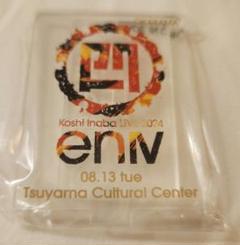 Koshi Inaba LIVE 2024
enIV
08.13 tue
Tsuyama Cultural Center